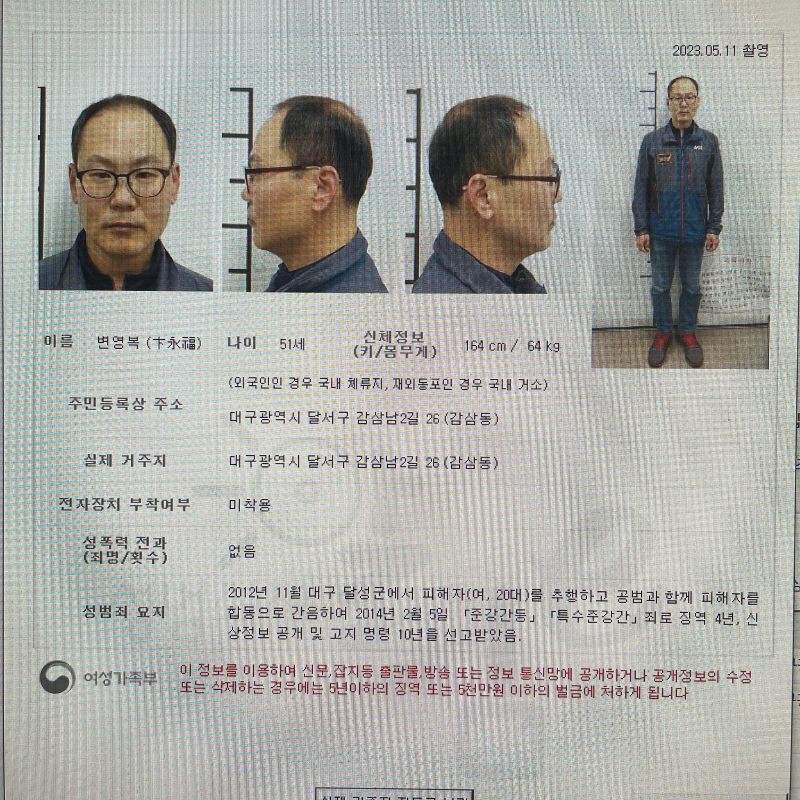 2023.05.11 촬영
이름 변영복 (卞永福) 나이 51세 신체정보 (키/몸무게) 164 cm / 64 kg
(외국인인 경우 국내 체류지, 재외동포인 경우 국내 거소)
주민등록상 주소 대구광역시 달서구 감삼남2길 26 (감삼동)
실제 거주지 대구광역시 달서구 감삼남2길 26 (감삼동)
전자장치 부착여부 미착용
성폭력 전과
(죄명/횟수) 없음
성범죄 요지
2012년 11월 대구 달성군에서 피해자(여, 20대)를 추행하고 공범과 함께 피해자를
합동으로 간음하여 2014년 2월 5일 「준강간등」 「특수준강간」 죄로 징역 4년, 신
상정보 공개 및 고지 명령 10년을 선고받았음.
여성가족부
이 정보를 이용하여 신문,잡지등 출판물,방송 또는 정보 통신망에 공개하거나 공개정보의 수정
또는 삭제하는 경우에는 5년이하의 징역 또는 5천만원 이하의 벌금에 처하게 됩니다